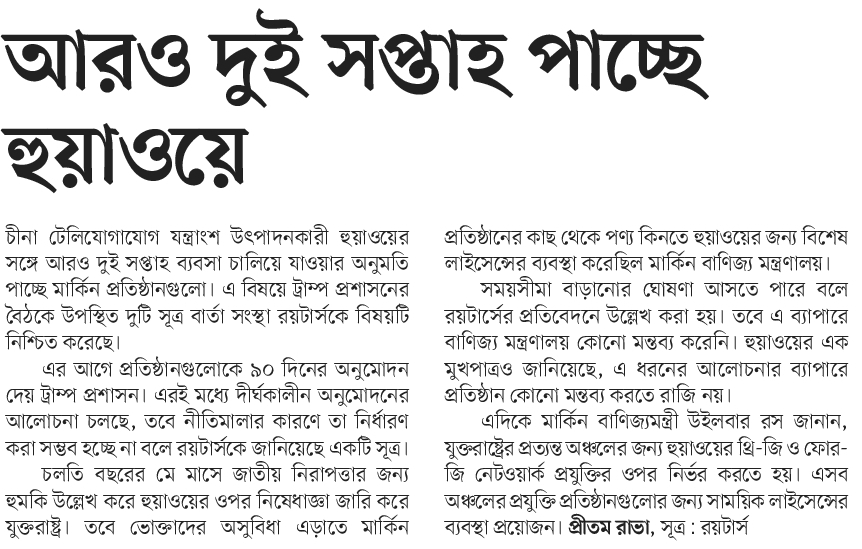 আরও দুই সপ্তাহ পাচ্ছে
হুয়াওয়ে
চীনা টেলিযোগাযোগ যন্ত্রাংশ উৎপাদনকারী হুয়াওয়ের
সঙ্গে আরও দুই সপ্তাহ ব্যবসা চালিয়ে যাওয়ার অনুমতি
পাচ্ছে মার্কিন প্রতিষ্ঠানগুলো। এ বিষয়ে ট্রাম্প প্রশাসনের
বৈঠকে উপস্থিত দুটি সূত্র বার্তা সংস্থা রয়টার্সকে বিষয়টি
নিশ্চিত করেছে।
এর আগে প্রতিষ্ঠানগুলোকে ৯০ দিনের অনুমোদন
দেয় ট্রাম্প প্রশাসন। এরই মধ্যে দীর্ঘকালীন অনুমোদনের
আলোচনা চলছে, তবে নীতিমালার কারণে তা নির্ধারণ
করা সম্ভব হচ্ছে না বলে রয়টার্সকে জানিয়েছে একটি সূত্র।
চলতি বছরের মে মাসে জাতীয় নিরাপত্তার জন্য
হুমকি উল্লেখ করে হুয়াওয়ের ওপর নিষেধাজ্ঞা জারি করে
যুক্তরাষ্ট্র। তবে ভোক্তাদের অসুবিধা এড়াতে মার্কিন
প্রতিষ্ঠানের কাছ থেকে পণ্য কিনতে হুয়াওয়ের জন্য বিশেষ
লাইসেন্সের ব্যবস্থা করেছিল মার্কিন বাণিজ্য মন্ত্রণালয়।
সময়সীমা বাড়ানোর ঘোষণা আসতে পারে বলে
রয়টার্সের প্রতিবেদনে উল্লেখ করা হয়। তবে এ ব্যাপারে
বাণিজ্য মন্ত্রণালয় কোনো মন্তব্য করেনি। হুয়াওয়ের এক
মুখপাত্রও জানিয়েছে, এ ধরনের আলোচনার ব্যাপারে
প্রতিষ্ঠান কোনো মন্তব্য করতে রাজি নয়।
এদিকে মার্কিন বাণিজ্যমন্ত্রী উইলবার রস জানান,
যুক্তরাষ্ট্রের প্রত্যন্ত অঞ্চলের জন্য হুয়াওয়ের থ্রি-জি ও ফোর-
জি নেটওয়ার্ক প্রযুক্তির ওপর নির্ভর করতে হয়। এসব
অঞ্চলের প্রযুক্তি প্রতিষ্ঠানগুলোর জন্য সাময়িক লাইসেন্সের
ব্যবস্থা প্রয়োজন। প্রীতম রাভা, সূত্র : রয়টার্স